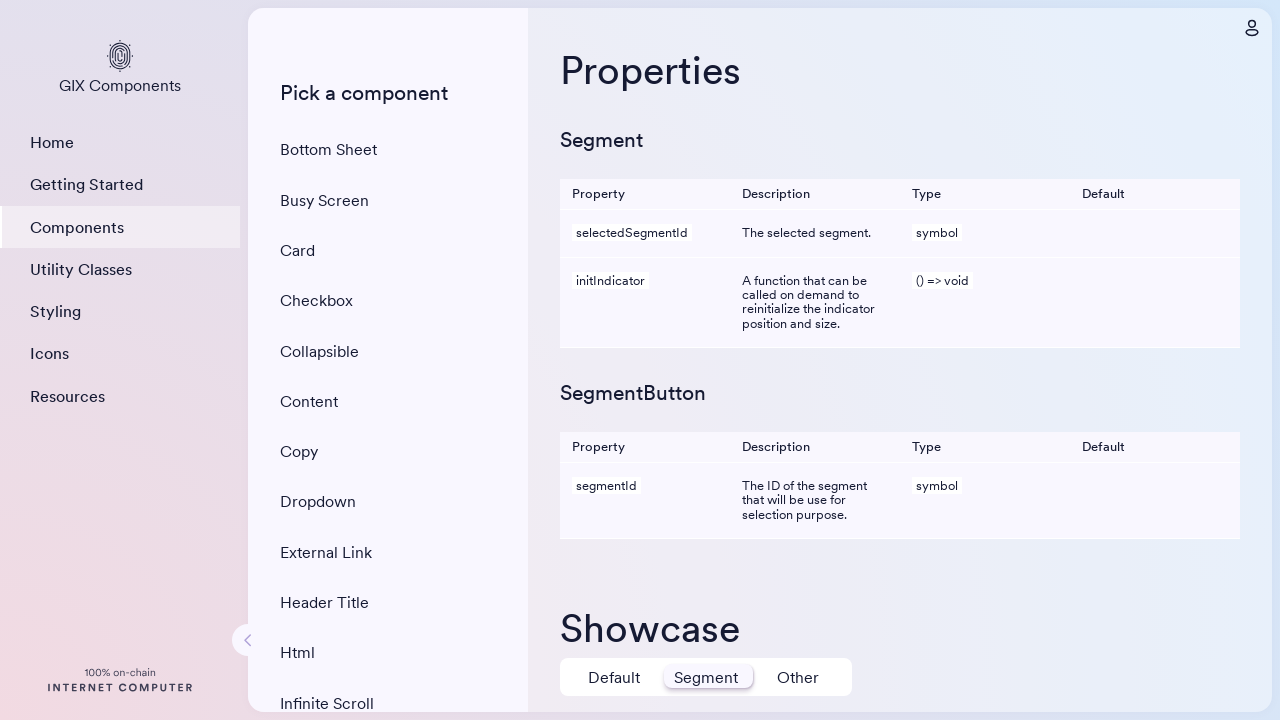 GIX Components
Home
Getting Started
Components
Utility Classes
Styling
Icons
Resources
100% on-chain
INTERNET COMPUTER
Pick a component
Bottom Sheet
Busy Screen
Card
Checkbox
Collapsible
Content
Copy
Dropdown
External Link
Header Title
Html
Infinite Scroll
Properties
Segment
Property Description Type Default
selectedSegmentId The selected segment. symbol
initIndicator A function that can be () => void
called on demand to
reinitialize the indicator
position and size.
SegmentButton
Property Description Type Default
segmentId The ID of the segment symbol
that will be use for
selection purpose.
Showcase
Default Segment Other